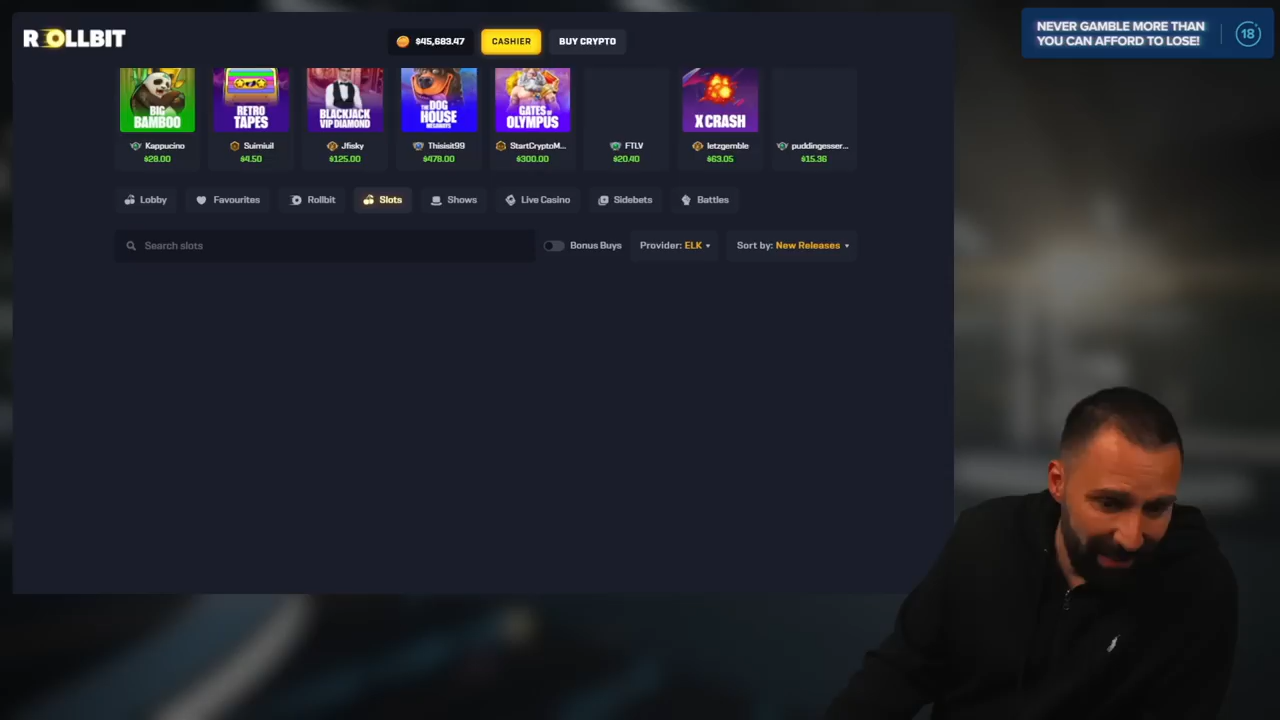 ROLLBIT
$45,683.47
CASHIER
BUY CRYPTO
NEVER GAMBLE MORE THAN
YOU CAN AFFORD TO LOSE!
18
BIG
BAMBOO
RETRO
TAPES
BLACKJACK
VIP DIAMOND
THE DOG
HOUSE
MEGAWAYS
GATES OF
OLYMPUS
X CRASH
Kappucino
Suimiuil
Jfisky
Thisisit99
StartCryptoM...
FTLV
letzgemble
puddingesser...
$28.00
$4.50
$125.00
$478.00
$300.00
$20.40
$63.05
$15.36
Lobby
Favourites
Rollbit
Slots
Shows
Live Casino
Sidebets
Battles
Search slots
Bonus Buys
Provider: ELK
Sort by: New Releases